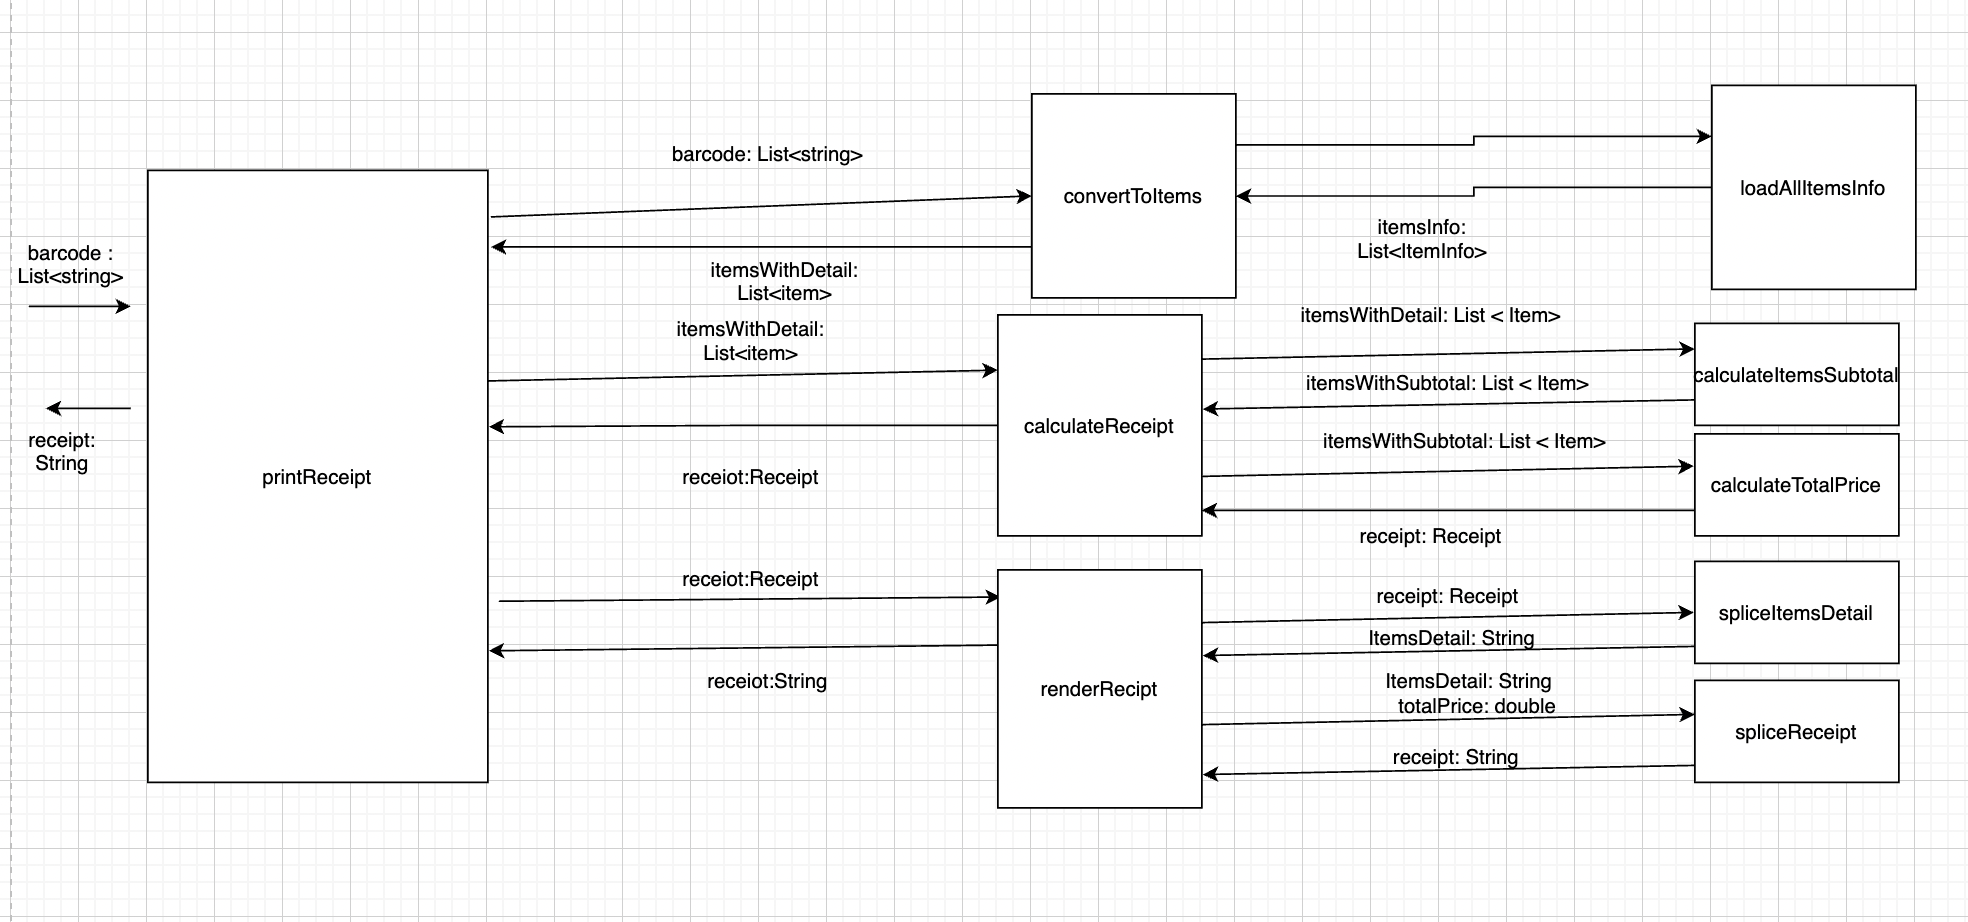 barcode: List<string>
convertToItems
loadAllItemsInfo
itemsInfo:
List<ItemInfo>
barcode :
List<string>
itemsWithDetail:
List<item>
itemsWithDetail:
List<item>
itemsWithDetail: List < Item>
calculateItemsSubtotal
itemsWithSubtotal: List < Item>
calculateReceipt
receipt:
String
itemsWithSubtotal: List < Item>
printReceipt
receiot:Receipt
calculateTotalPrice
receipt: Receipt
receiot:Receipt
receipt: Receipt
spliceItemsDetail
ItemsDetail: String
receiot:String
renderRecipt
ItemsDetail: String
totalPrice: double
spliceReceipt
receipt: String